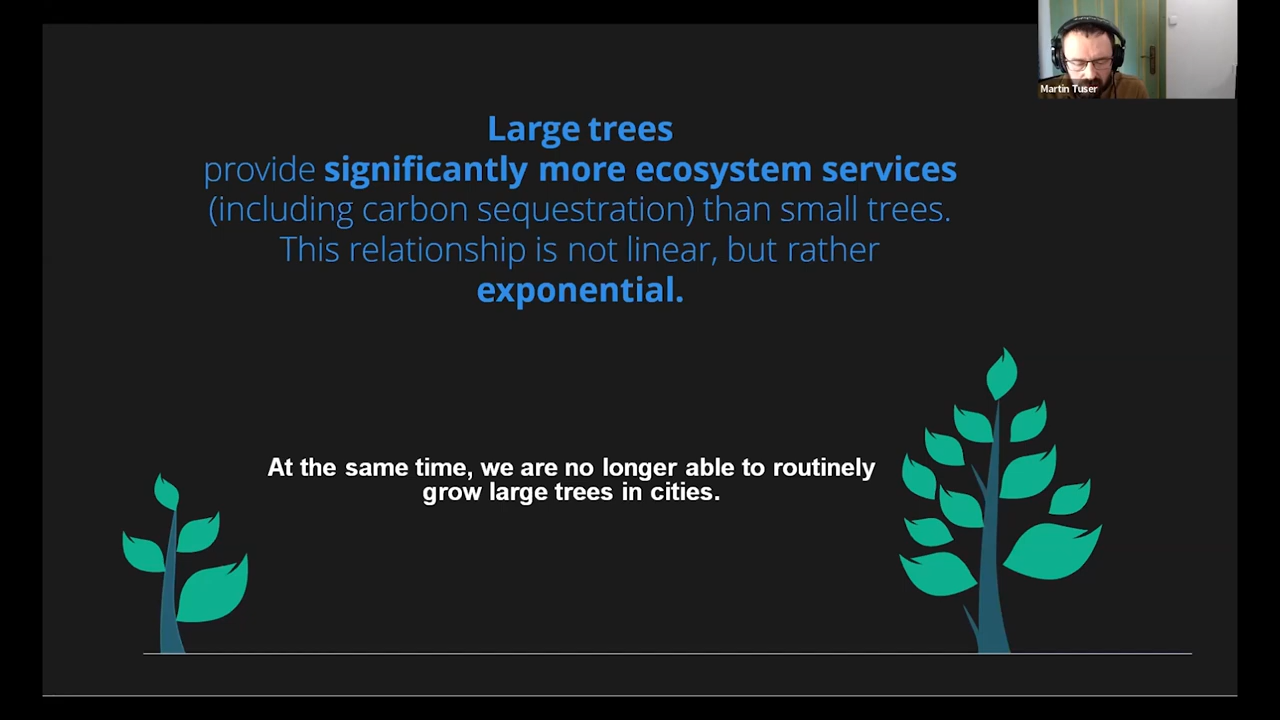 Martin Tuser
Large trees
provide significantly more ecosystem services
(including carbon sequestration) than small trees.
This relationship is not linear, but rather
exponential.
At the same time, we are no longer able to routinely
grow large trees in cities.